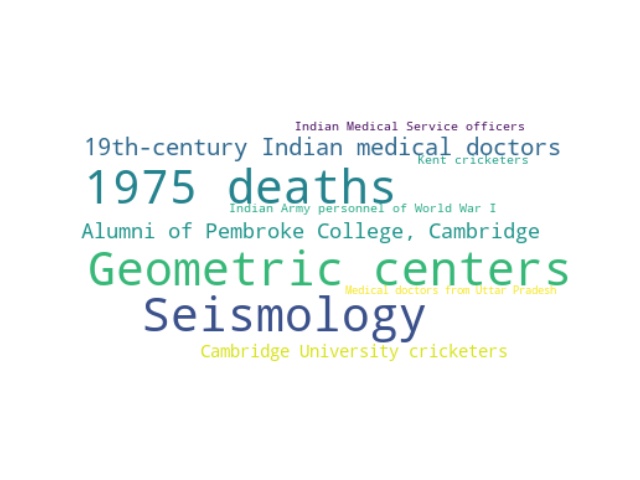 Indian Medical Service officers
19th-century Indian medical doctors
Kent cricketers
1975 deaths
Indian Army personnel of World War I
Alumni of Pembroke College, Cambridge
Geometric centers
Medical doctors from Uttar Pradesh
Seismology
Cambridge University cricketers